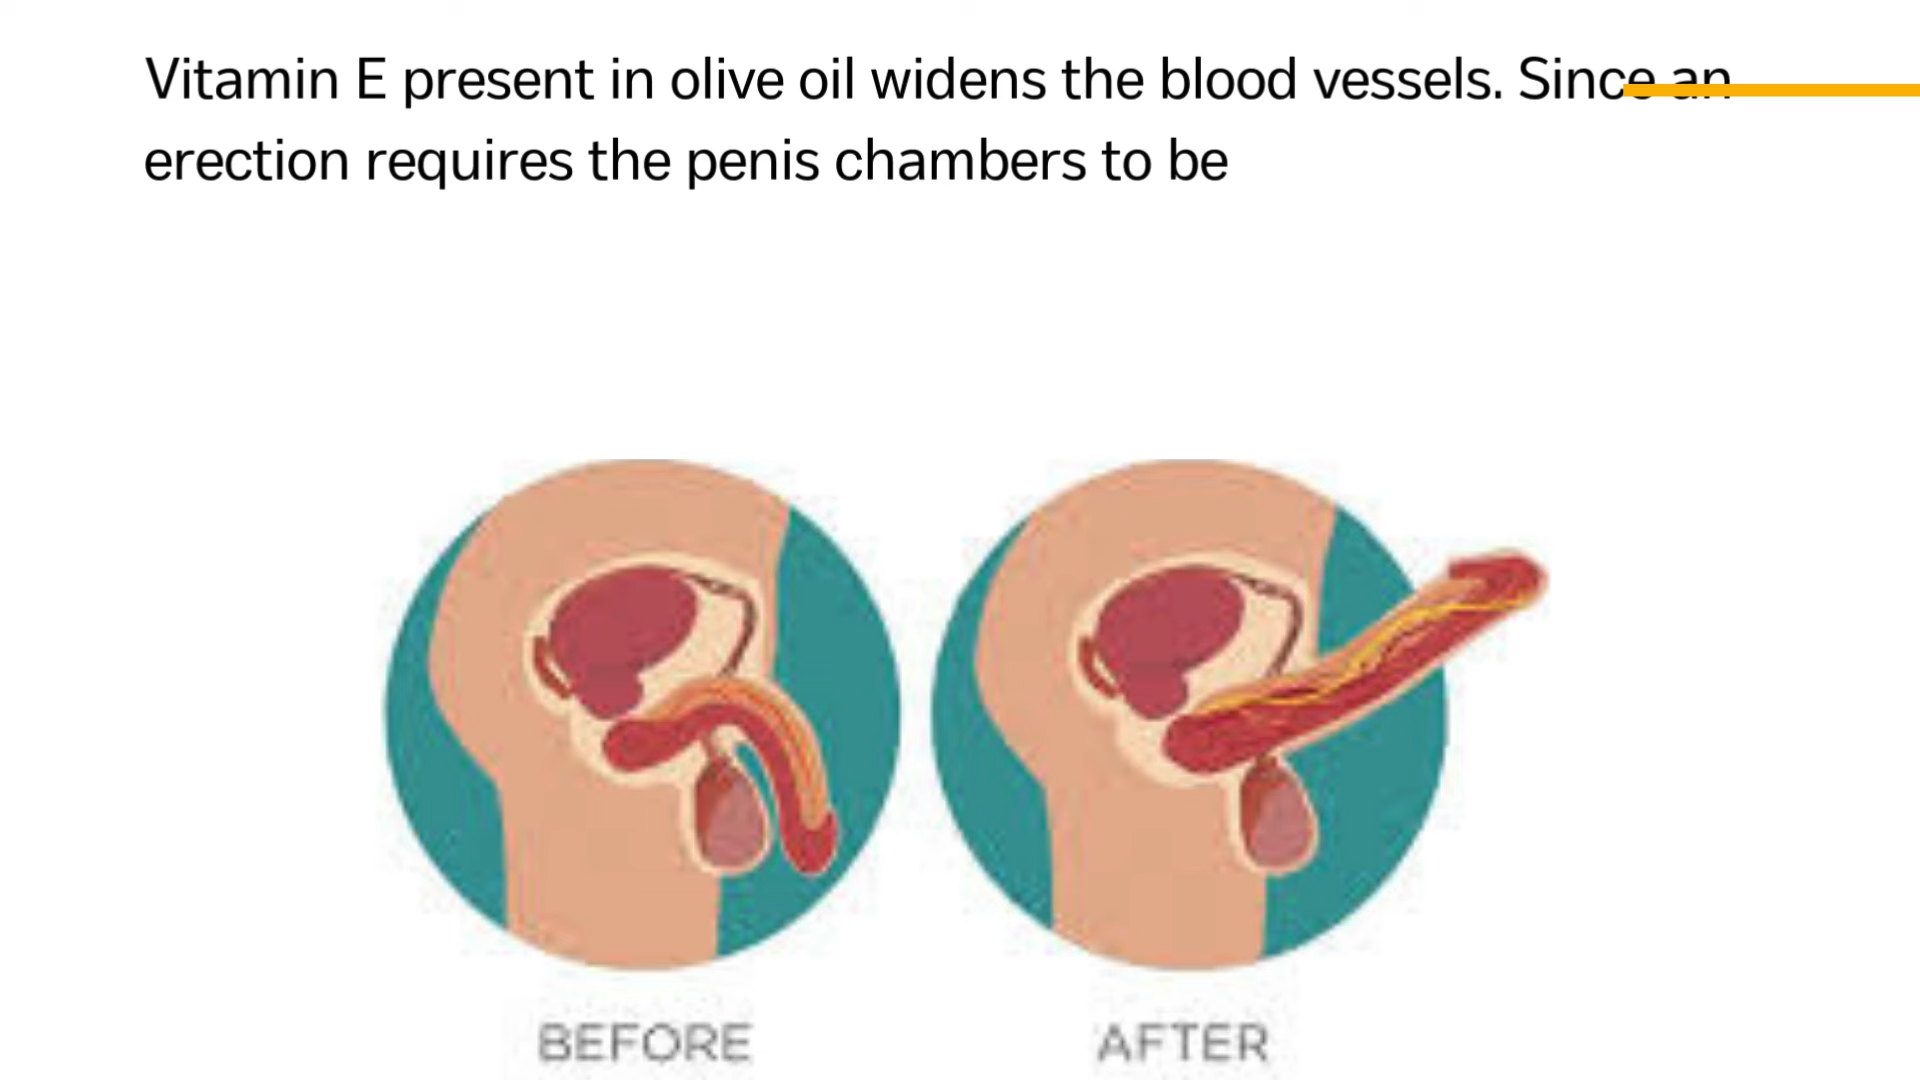 Vitamin E present in olive oil widens the blood vessels. Since an
erection requires the penis chambers to be
BEFORE
AFTER